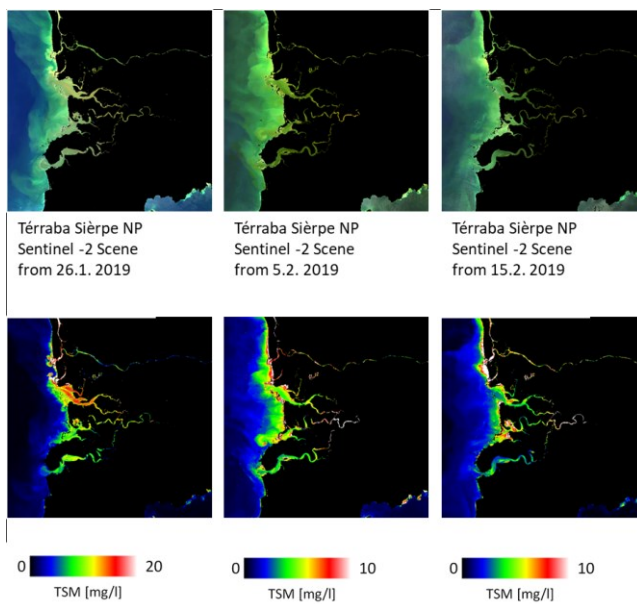 Térraba Sièrpe NP
Sentinel -2 Scene
from 26.1. 2019
Térraba Sièrpe NP
Sentinel -2 Scene
from 5.2. 2019
Térraba Sièrpe NP
Sentinel -2 Scene
from 15.2. 2019
0 20
TSM [mg/l]
0 10
TSM [mg/l]
0 10
TSM [mg/l]